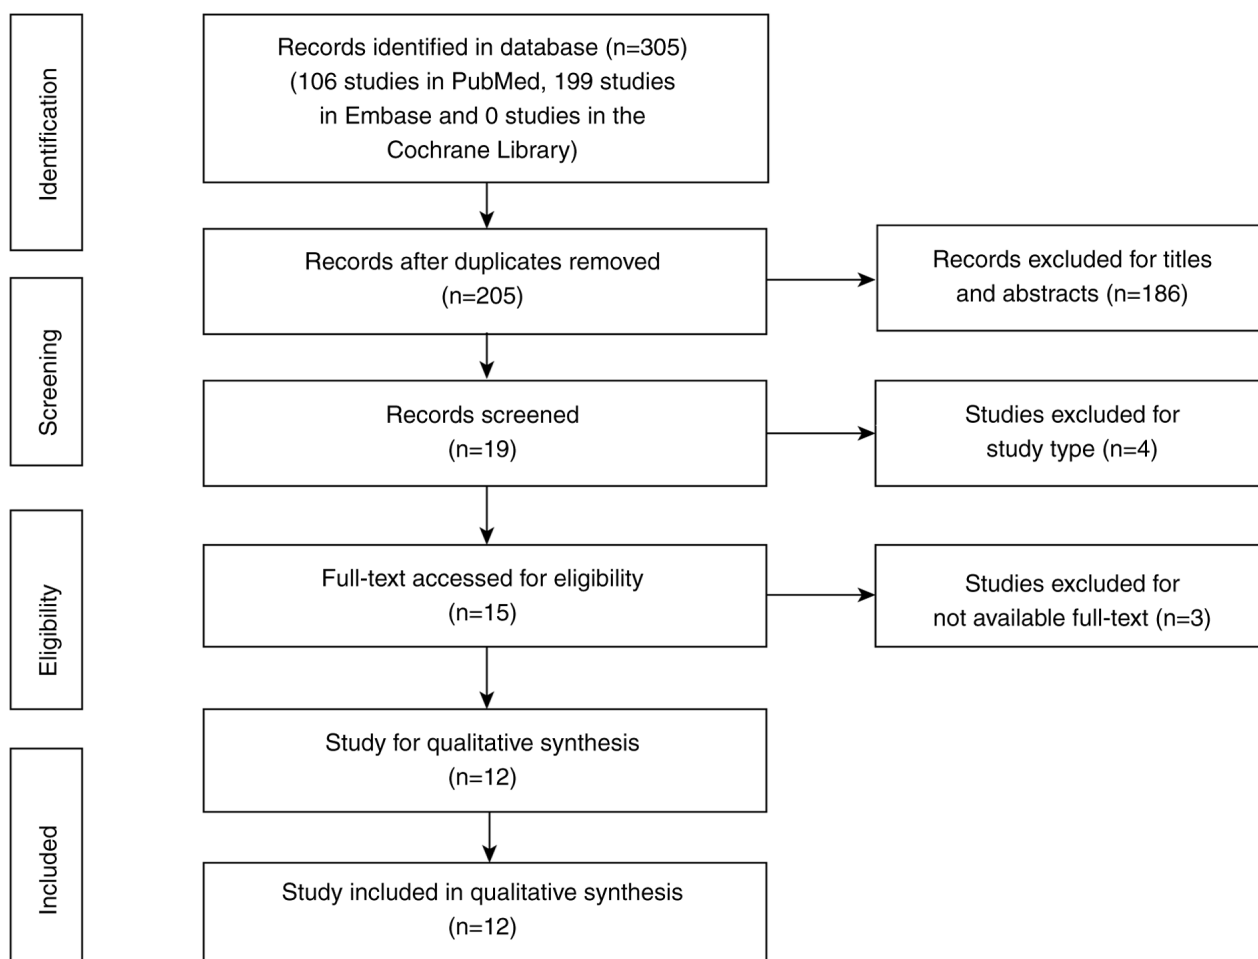 Identification
Records identified in database (n=305)
(106 studies in PubMed, 199 studies
in Embase and 0 studies in the
Cochrane Library)
Records after duplicates removed
(n=205)
Records excluded for titles
and abstracts (n=186)
Screening
Records screened
(n=19)
Studies excluded for
study type (n=4)
Eligibility
Full-text accessed for eligibility
(n=15)
Studies excluded for
not available full-text (n=3)
Study for qualitative synthesis
(n=12)
Included
Study included in qualitative synthesis
(n=12)